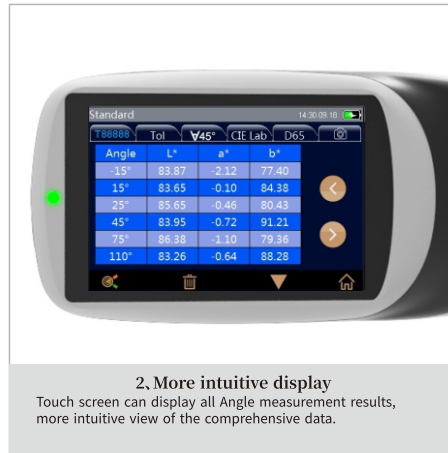 Standard 14:30 09.18
T88888 Tol ∀45° CIE Lab D65
Angle L* a* b*
-15° 83.87 -2.12 77.40
15° 83.65 -0.10 84.38
25° 85.65 -0.46 80.43
45° 83.95 -0.72 91.21
75° 86.38 -1.10 79.36
110° 83.26 -0.64 88.28
2、More intuitive display
Touch screen can display all Angle measurement results,
more intuitive view of the comprehensive data.